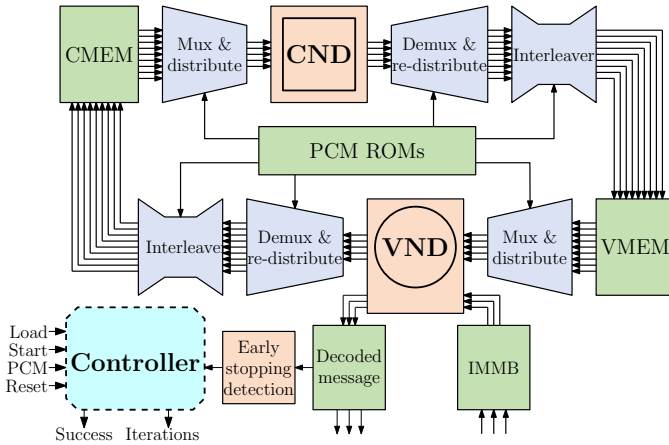 CMEM
Mux &
distribute
CND
Demux &
re-distribute
Interleaver
PCM ROMs
Interleaver
Demux &
re-distribute
VND
Mux &
distribute
VMEM
Load
Start
PCM
Reset
Controller
Early
stopping
detection
Decoded
message
IMMB
Success
Iterations